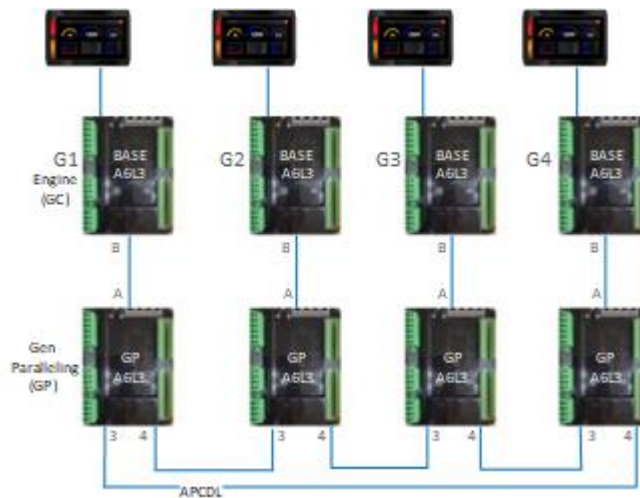 G1
Engine
(GC)
BASE
A6L3
G2
BASE
A6L3
G3
BASE
A6L3
G4
BASE
A6L3
B
B
B
B
A
A
A
A
Gen
Paralleling
(GP)
GP
A6L3
GP
A6L3
GP
A6L3
GP
A6L3
3 4
3 4
3 4
3 4
APCDL